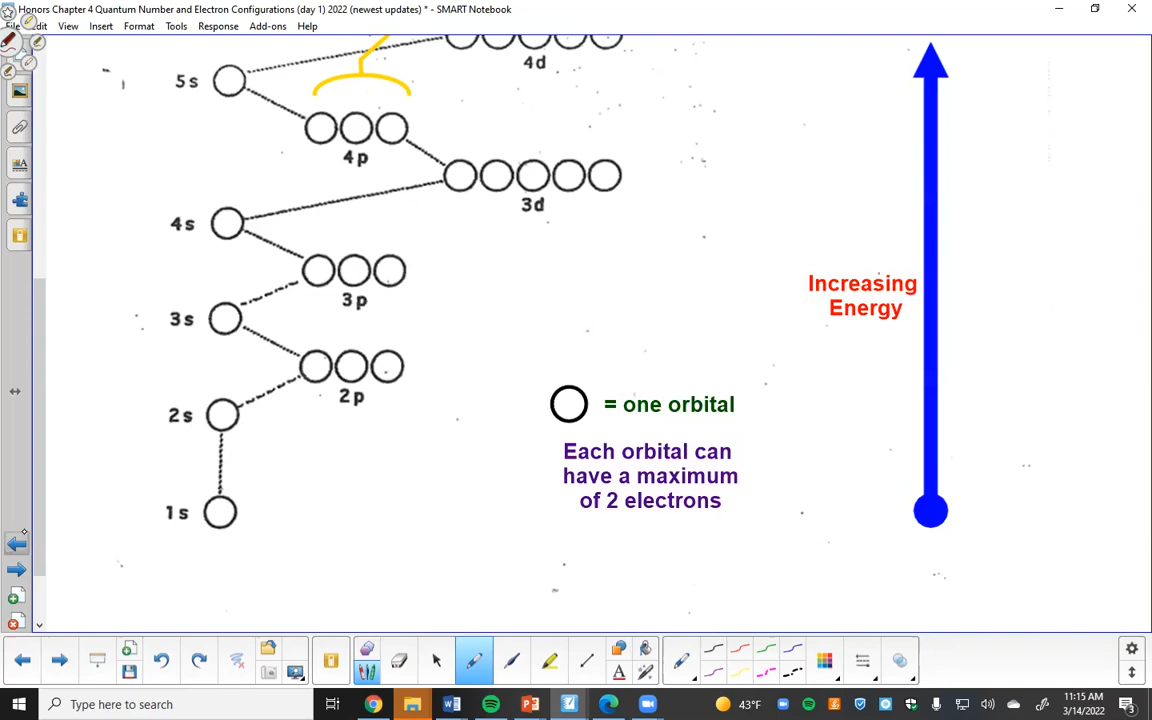 Honors Chapter 4 Quantum Number and Electron Configurations (day 1) 2022 (newest updates) * - SMART Notebook
File Edit View Insert Format Tools Response Add-ons Help
4d
5s
4p
3d
4s
3p
3s
Increasing
Energy
2p
2s
= one orbital
Each orbital can
have a maximum
of 2 electrons
1s
Type here to search
43°F
11:15 AM
3/14/2022
3